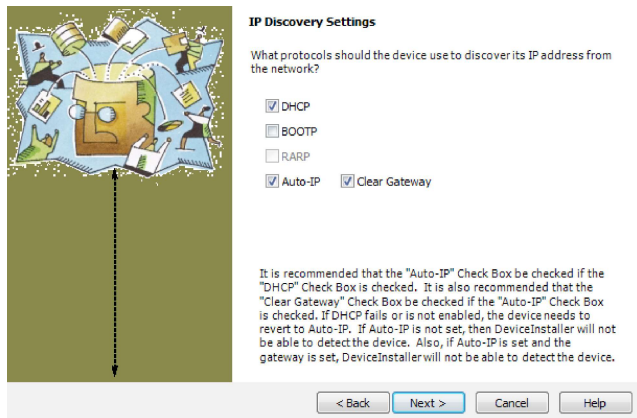 IP Discovery Settings
What protocols should the device use to discover its IP address from
the network?
DHCP
BOOTP
RARP
Auto-IP Clear Gateway
It is recommended that the "Auto-IP" Check Box be checked if the
"DHCP" Check Box is checked. It is also recommended that the
"Clear Gateway" Check Box be checked if the "Auto-IP" Check Box
is checked. If DHCP fails or is not enabled, the device needs to
revert to Auto-IP. If Auto-IP is not set, then DeviceInstaller will not
be able to detect the device. Also, if Auto-IP is set and the
gateway is set, DeviceInstaller will not be able to detect the device.
< Back Next > Cancel Help